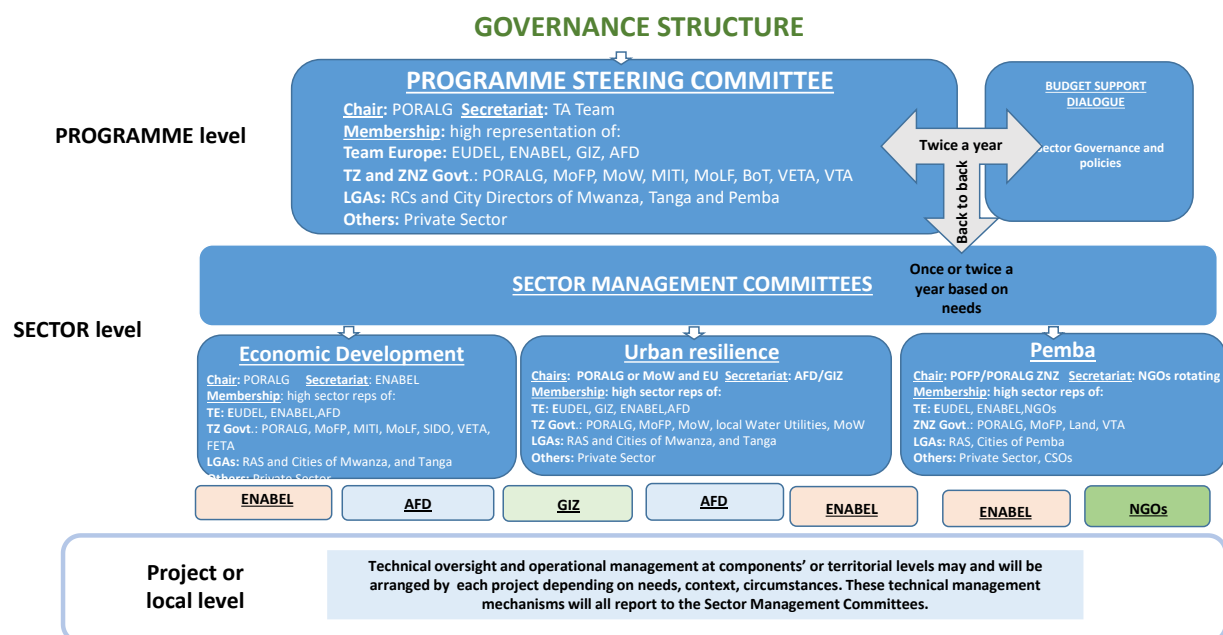 GOVERNANCE STRUCTURE
PROGRAMME level
PROGRAMME STEERING COMMITTEE
Chair: PORALG Secretariat: TA Team
Membership: high representation of:
Team Europe: EUDEL, ENABEL, GIZ, AFD
TZ and ZNZ Govt.: PORALG, MoFP, MoW, MITI, MoLF, BoT, VETA, VTA
LGAs: RCs and City Directors of Mwanza, Tanga and Pemba
Others: Private Sector
Twice a year
Back to back
BUDGET SUPPORT
DIALOGUE
Sector Governance and
policies
SECTOR level
SECTOR MANAGEMENT COMMITTEES
Once or twice a
year based on
needs
Economic Development
Chair: PORALG Secretariat: ENABEL
Membership: high sector reps of:
TE: EUDEL, ENABEL,AFD
TZ Govt.: PORALG, MoFP, MITI, MoLF, SIDO, VETA,
FETA
LGAs: RAS and Cities of Mwanza, and Tanga
Others: Private Sector
Urban resilience
Chairs: PORALG or MoW and EU Secretariat: AFD/GIZ
Membership: high sector reps of:
TE: EUDEL, GIZ, ENABEL,AFD
TZ Govt.: PORALG, MoFP, MoW, local Water Utilities, MoW
LGAs: RAS and Cities of Mwanza, and Tanga
Others: Private Sector
Pemba
Chair: POFP/PORALG ZNZ Secretariat: NGOs rotating
Membership: high sector reps of:
TE: EUDEL, ENABEL,NGOs
ZNZ Govt.: PORALG, MoFP, Land, VTA
LGAs: RAS, Cities of Pemba
Others: Private Sector, CSOs
ENABEL
AFD
GIZ
AFD
ENABEL
ENABEL
NGOs
Project or
local level
Technical oversight and operational management at components' or territorial levels may and will be
arranged by each project depending on needs, context, circumstances. These technical management
mechanisms will all report to the Sector Management Committees.